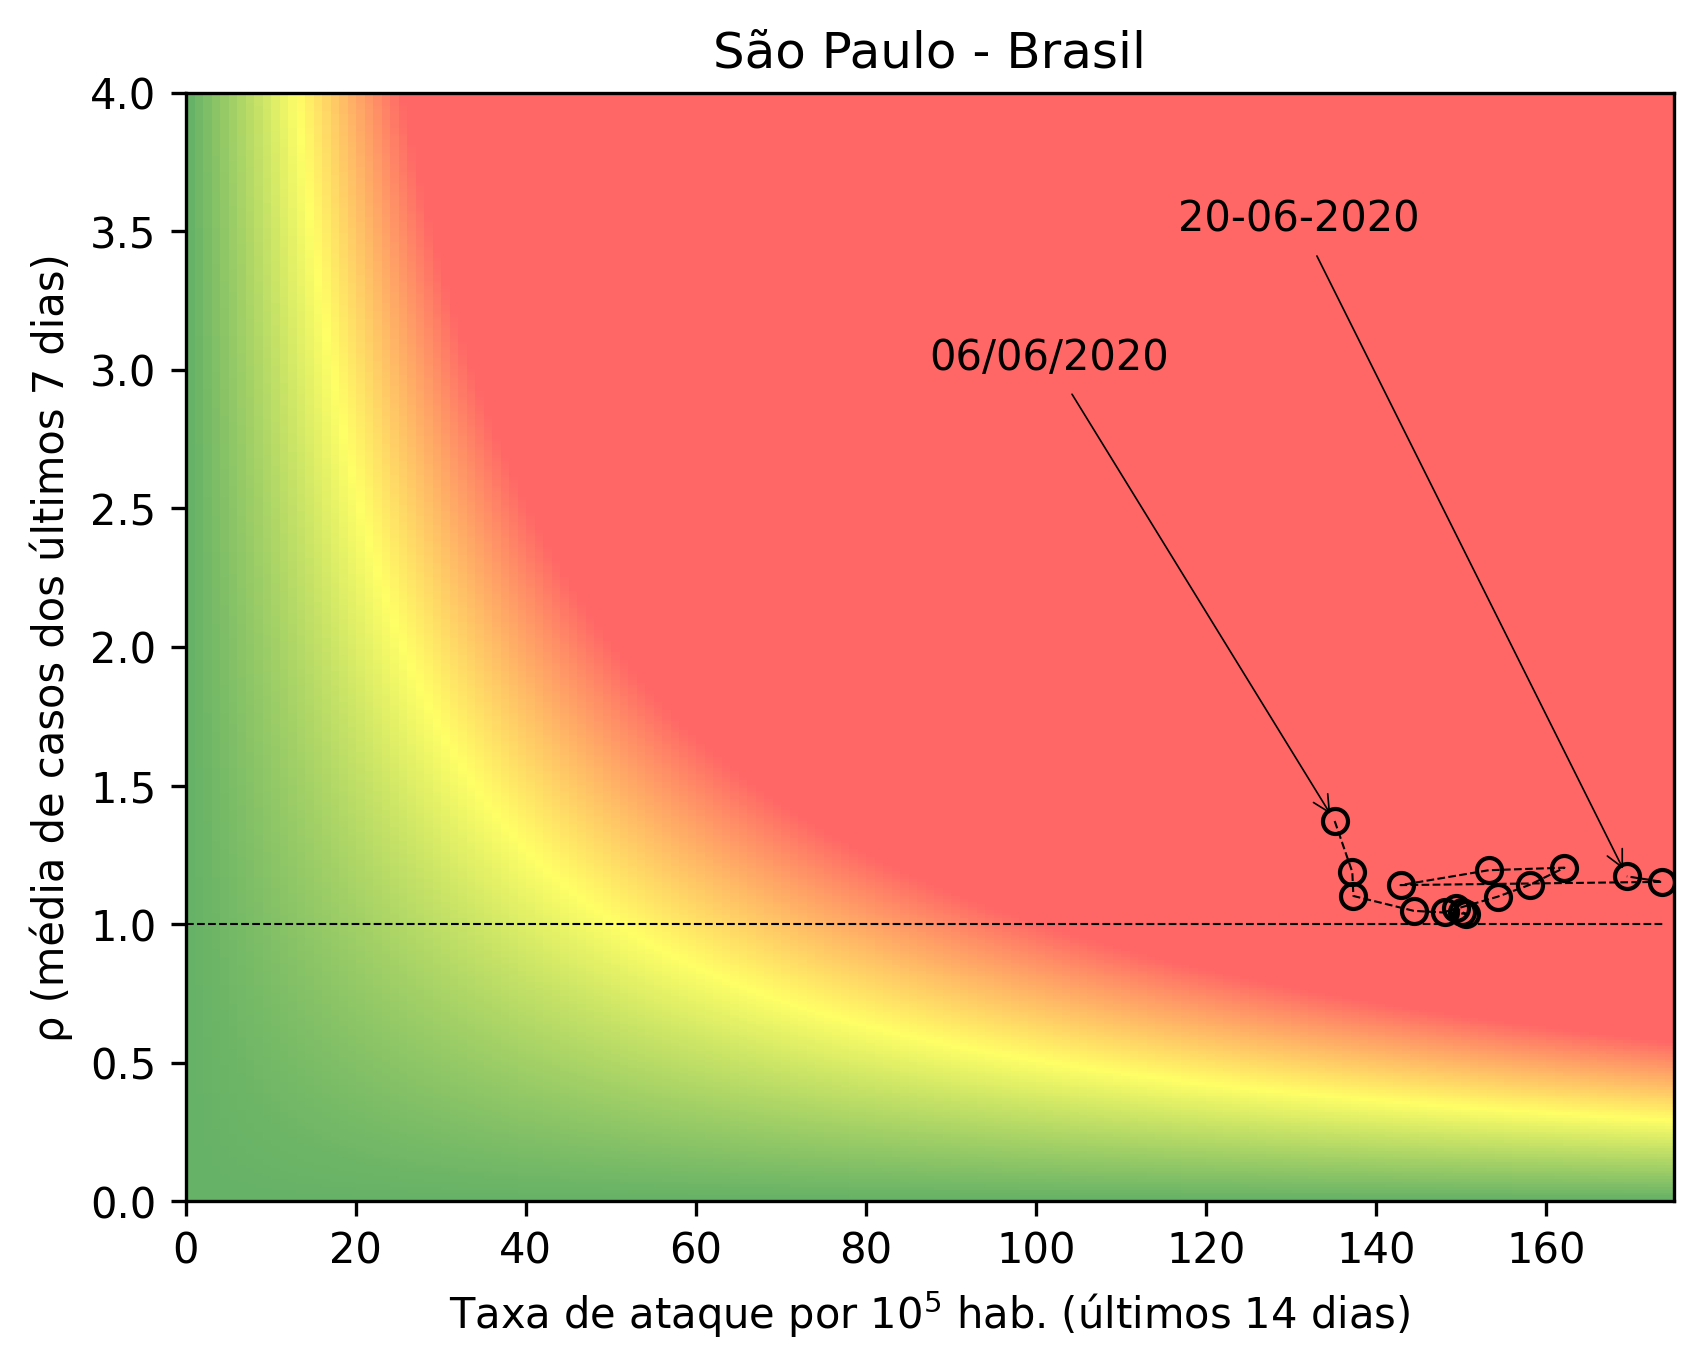 São Paulo - Brasil
4.0
3.5
3.0
2.5
2.0
1.5
1.0
0.5
0.0
ρ (média de casos dos últimos 7 dias)
20-06-2020
06/06/2020
0 20 40 60 80 100 120 140 160
Taxa de ataque por 10⁵ hab. (últimos 14 dias)